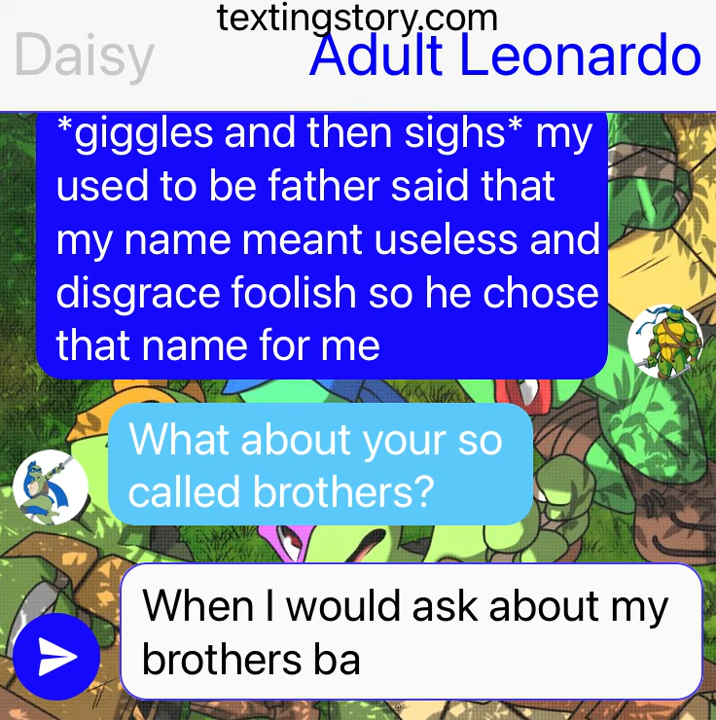 textingstory.com
Daisy Adult Leonardo
*giggles and then sighs* my
used to be father said that
my name meant useless and
disgrace foolish so he chose
that name for me
What about your so
called brothers?
When I would ask about my
brothers ba